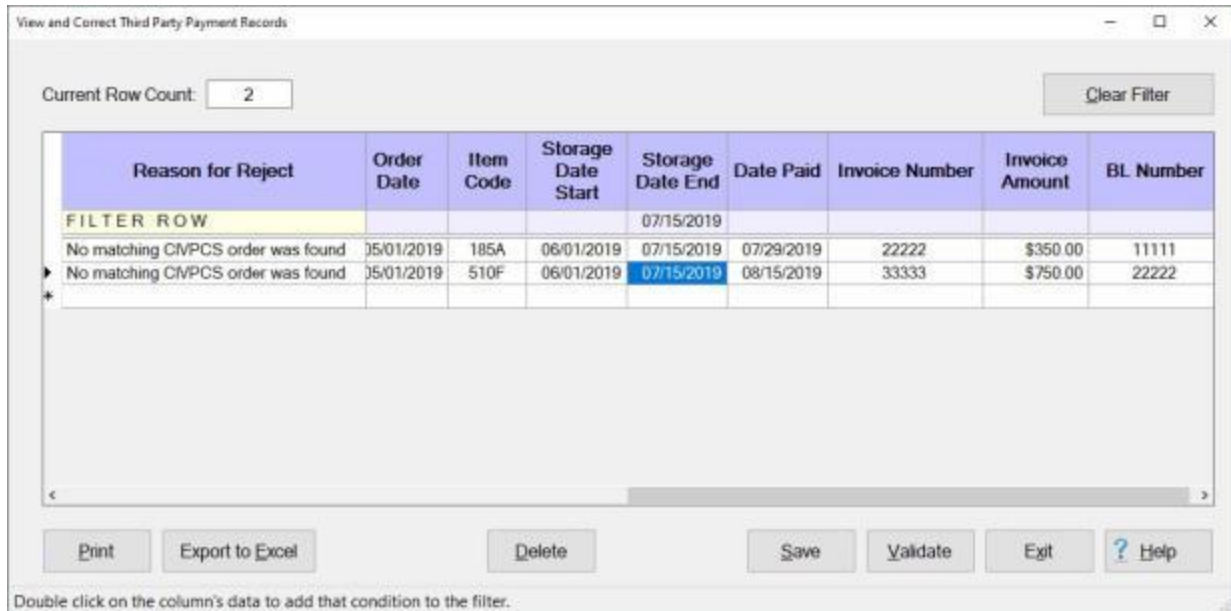 View and Correct Third Party Payment Records
Current Row Count: 2
Clear Filter
Reason for Reject Order Date Item Code Storage Date Start Storage Date End Date Paid Invoice Number Invoice Amount BL Number
FILTER ROW 07/15/2019
No matching CIVPCS order was found 05/01/2019 185A 06/01/2019 07/15/2019 07/29/2019 22222 $350.00 11111
No matching CIVPCS order was found 05/01/2019 510F 06/01/2019 07/15/2019 08/15/2019 33333 $750.00 22222
Print Export to Excel Delete Save Validate Exit ? Help
Double click on the column's data to add that condition to the filter.